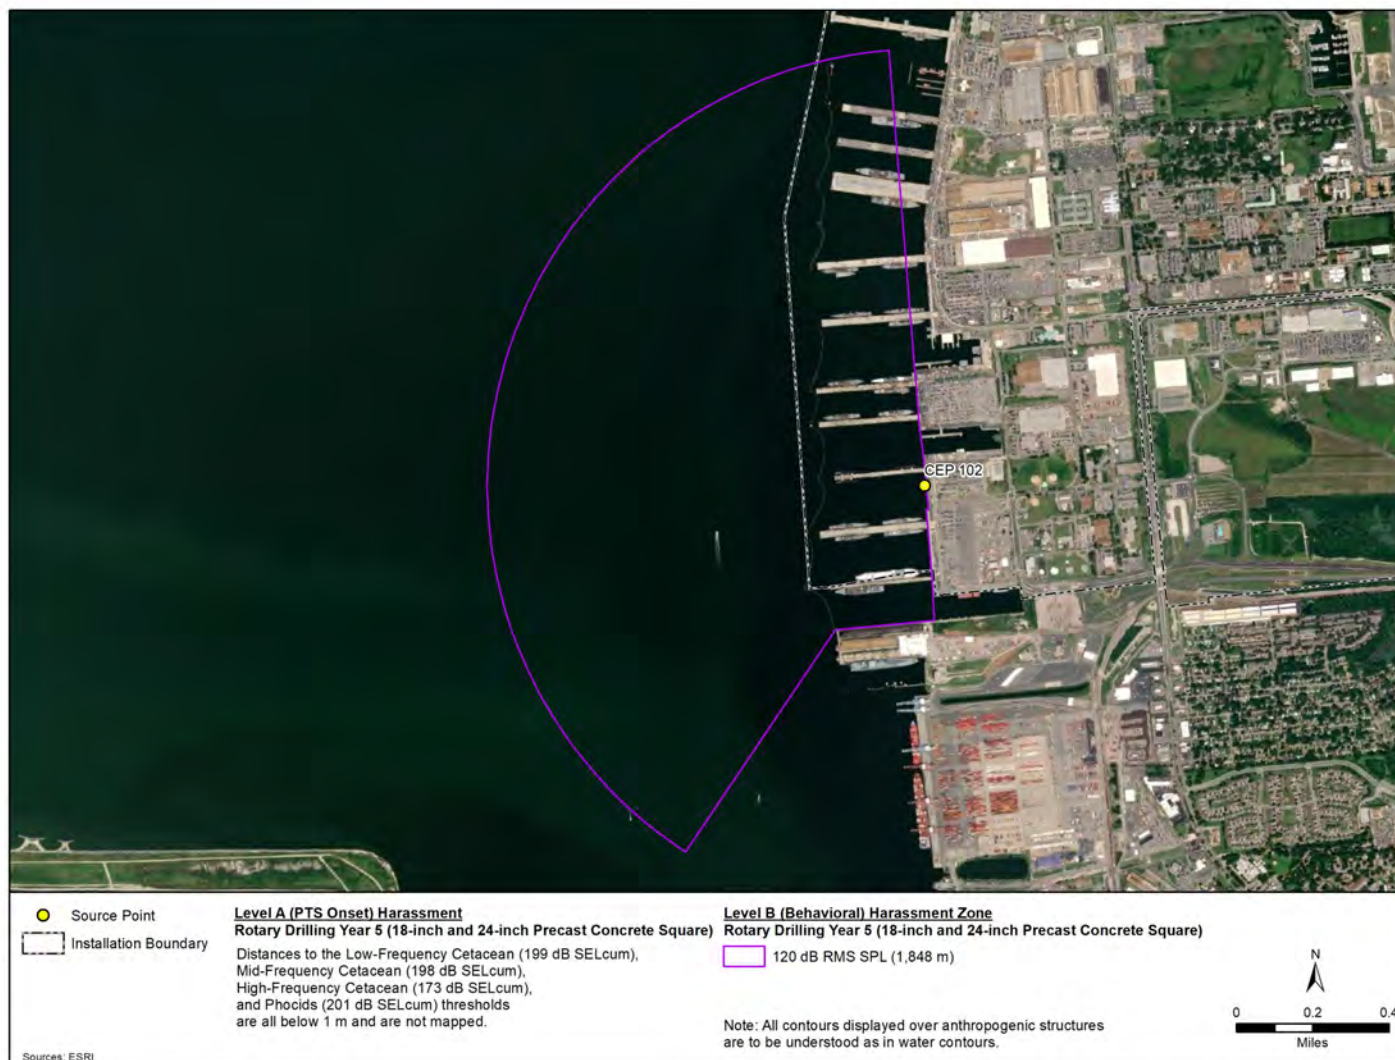 CEP 102
Source Point
Installation Boundary
Level A (PTS Onset) Harassment
Rotary Drilling Year 5 (18-inch and 24-inch Precast Concrete Square)
Distances to the Low-Frequency Cetacean (199 dB SELcum),
Mid-Frequency Cetacean (198 dB SELcum),
High-Frequency Cetacean (173 dB SELcum),
and Phocids (201 dB SELcum) thresholds
are all below 1 m and are not mapped.
Level B (Behavioral) Harassment Zone
Rotary Drilling Year 5 (18-inch and 24-inch Precast Concrete Square)
120 dB RMS SPL (1,848 m)
Note: All contours displayed over anthropogenic structures
are to be understood as in water contours.
N
0 0.2 0.4
Miles
Sources: ESRI